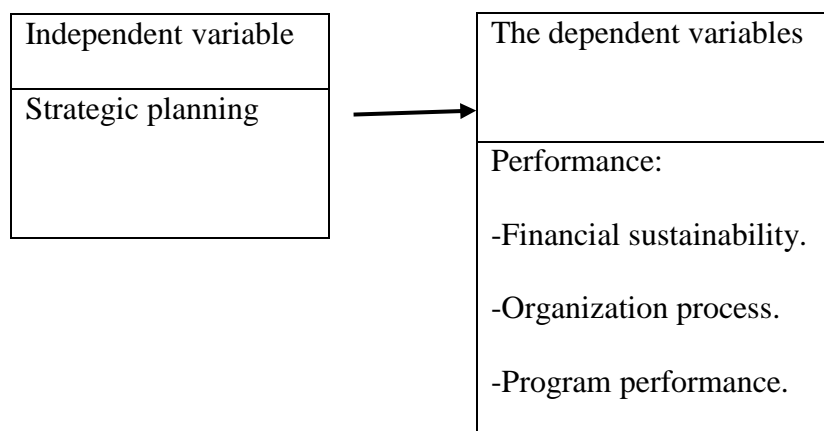 Independent variable
Strategic planning
The dependent variables
Performance:
-Financial sustainability.
-Organization process.
-Program performance.